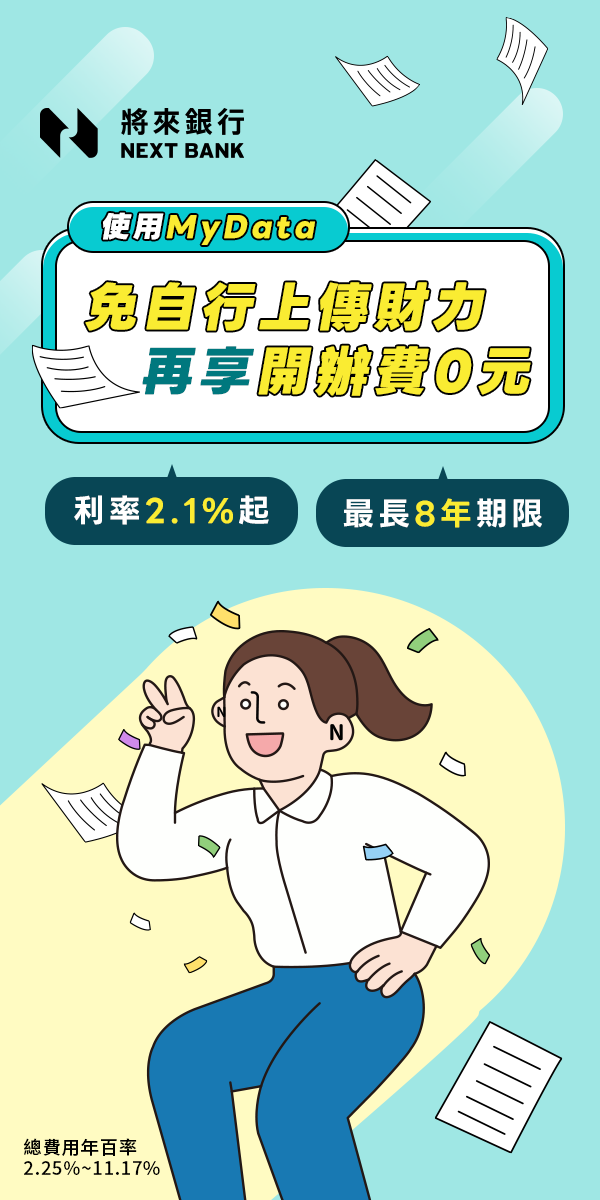 將來銀行
NEXT BANK
使用MyData
免自行上傳財力
再享開辦費0元
利率2.1%起
最長8年期限
N
N
總費用年百率
2.25%~11.17%